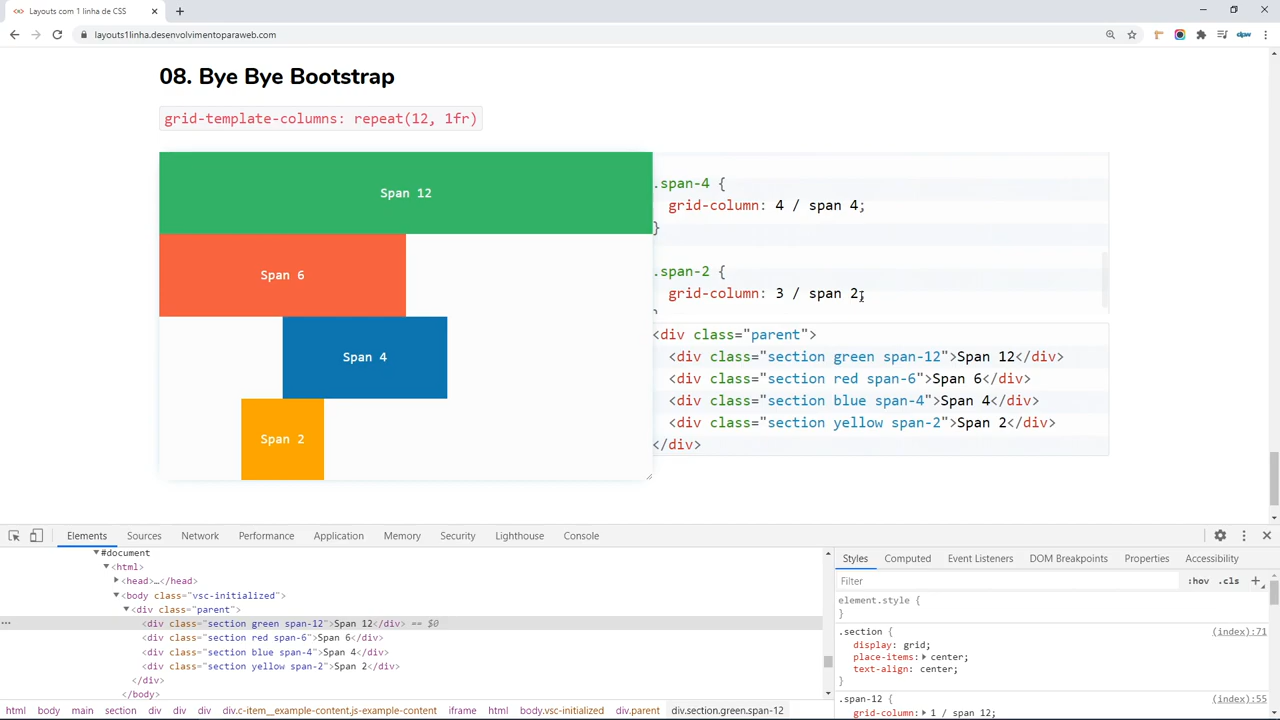 Layouts com 1 linha de CSS
layouts1linha.desenvolvimentoparaweb.com
dpw
08. Bye Bye Bootstrap
grid-template-columns: repeat(12, 1fr)
Span 12
Span 6
Span 4
Span 2
.span-4 {
grid-column: 4 / span 4;
}
.span-2 {
grid-column: 3 / span 2;
<div class="parent">
<div class="section green span-12">Span 12</div>
<div class="section red span-6">Span 6</div>
<div class="section blue span-4">Span 4</div>
<div class="section yellow span-2">Span 2</div>
</div>
Elements Sources Network Performance Application Memory Security Lighthouse Console
#document
<html>
<head>…</head>
<body class="vsc-initialized">
<div class="parent">
<div class="section green span-12">Span 12</div> == $0
<div class="section red span-6">Span 6</div>
<div class="section blue span-4">Span 4</div>
<div class="section yellow span-2">Span 2</div>
</div>
</body>
html body main section div div div div.c-item__example-content.js-example-content iframe html body.vsc-initialized div.parent div.section.green.span-12
Styles Computed Event Listeners DOM Breakpoints Properties Accessibility
Filter :hov .cls +
element.style {
}
.section { (index):71
display: grid;
place-items: center;
text-align: center;
}
.span-12 { (index):55
grid-column: 1 / span 12;